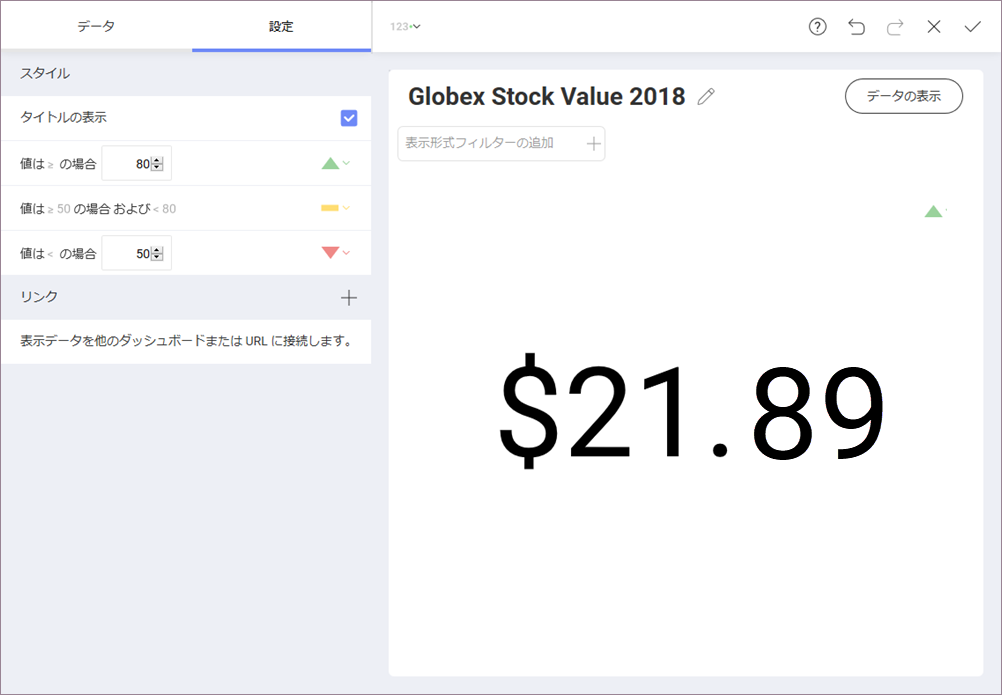 データ 設定 123
スタイル
タイトルの表示
値は ≥ の場合 80
値は ≥ 50 の場合 および < 80
値は < の場合 50
リンク
表示データを他のダッシュボードまたは URL に接続します。
Globex Stock Value 2018
データの表示
表示形式フィルターの追加
$21.89